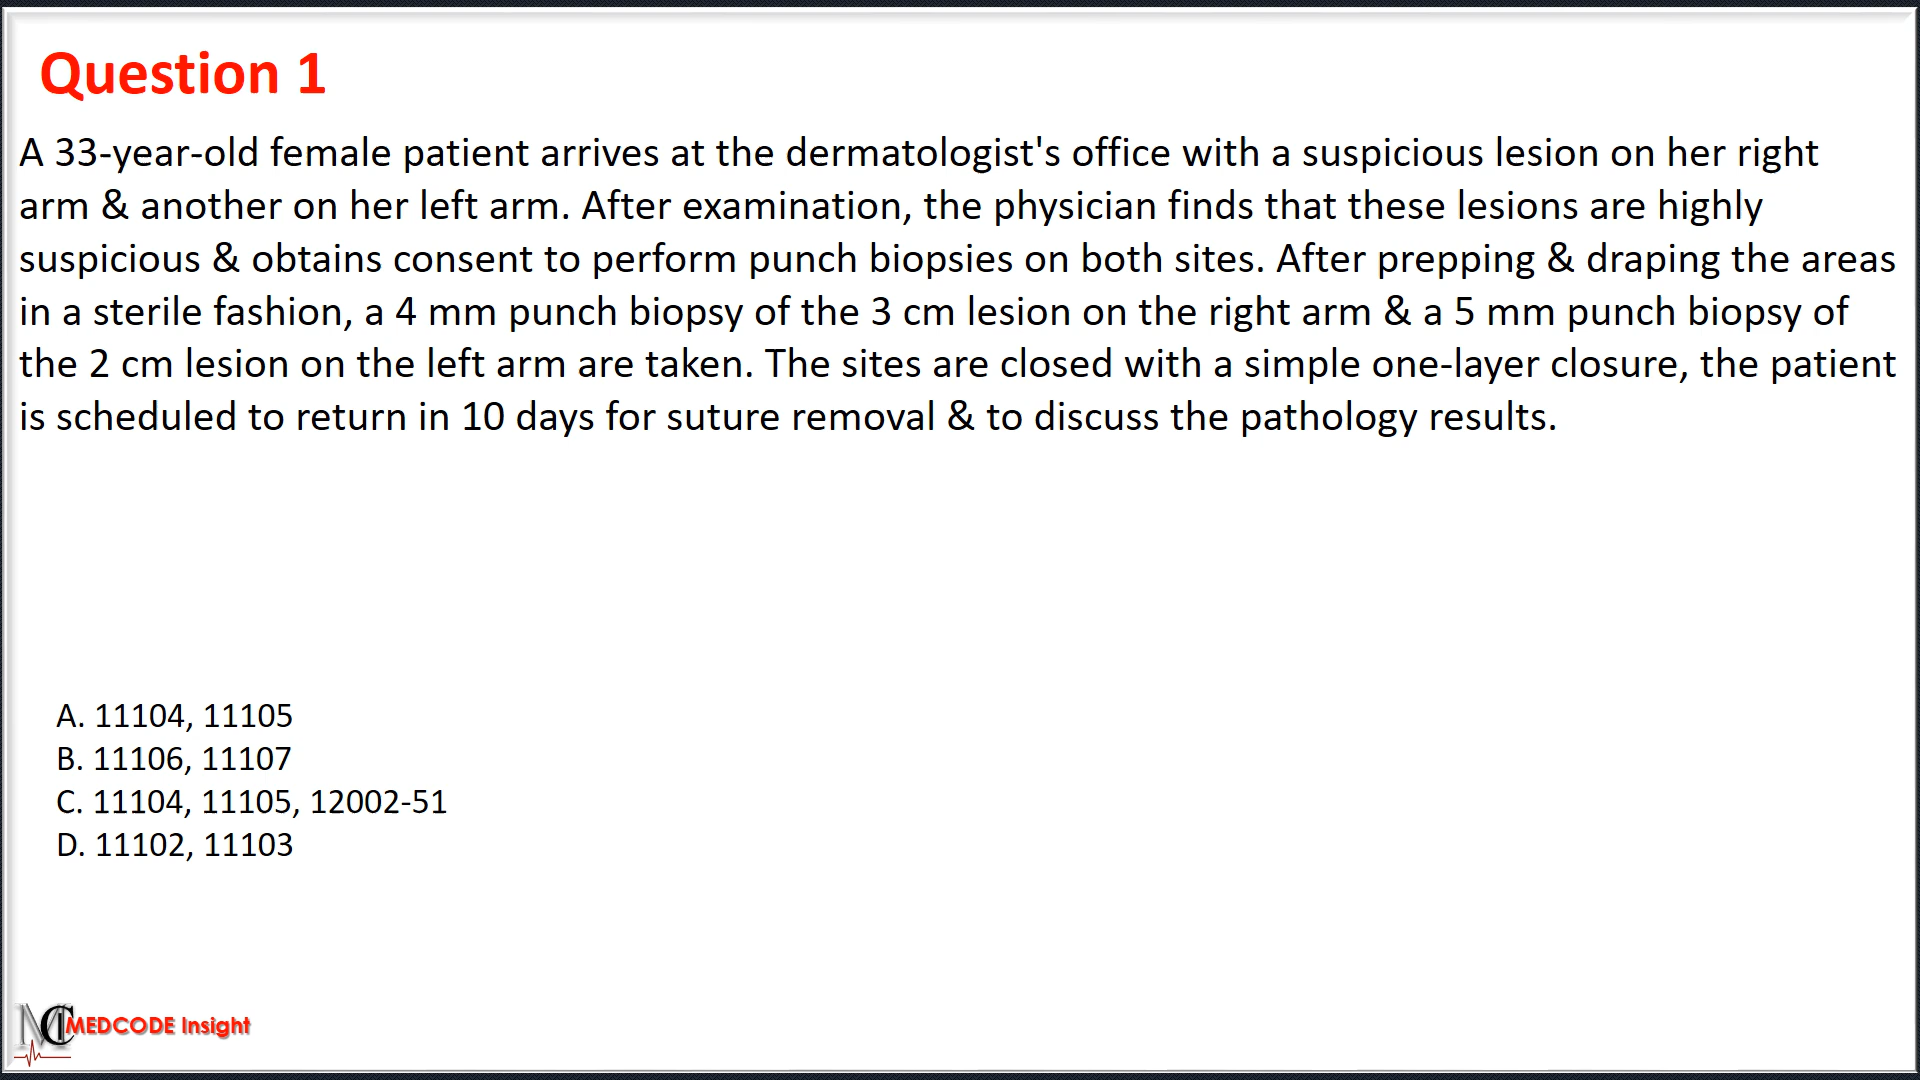 Question 1
A 33-year-old female patient arrives at the dermatologist's office with a suspicious lesion on her right
arm & another on her left arm. After examination, the physician finds that these lesions are highly
suspicious & obtains consent to perform punch biopsies on both sites. After prepping & draping the areas
in a sterile fashion, a 4 mm punch biopsy of the 3 cm lesion on the right arm & a 5 mm punch biopsy of
the 2 cm lesion on the left arm are taken. The sites are closed with a simple one-layer closure, the patient
is scheduled to return in 10 days for suture removal & to discuss the pathology results.
A. 11104, 11105
B. 11106, 11107
C. 11104, 11105, 12002-51
D. 11102, 11103
MCI MEDCODE Insight